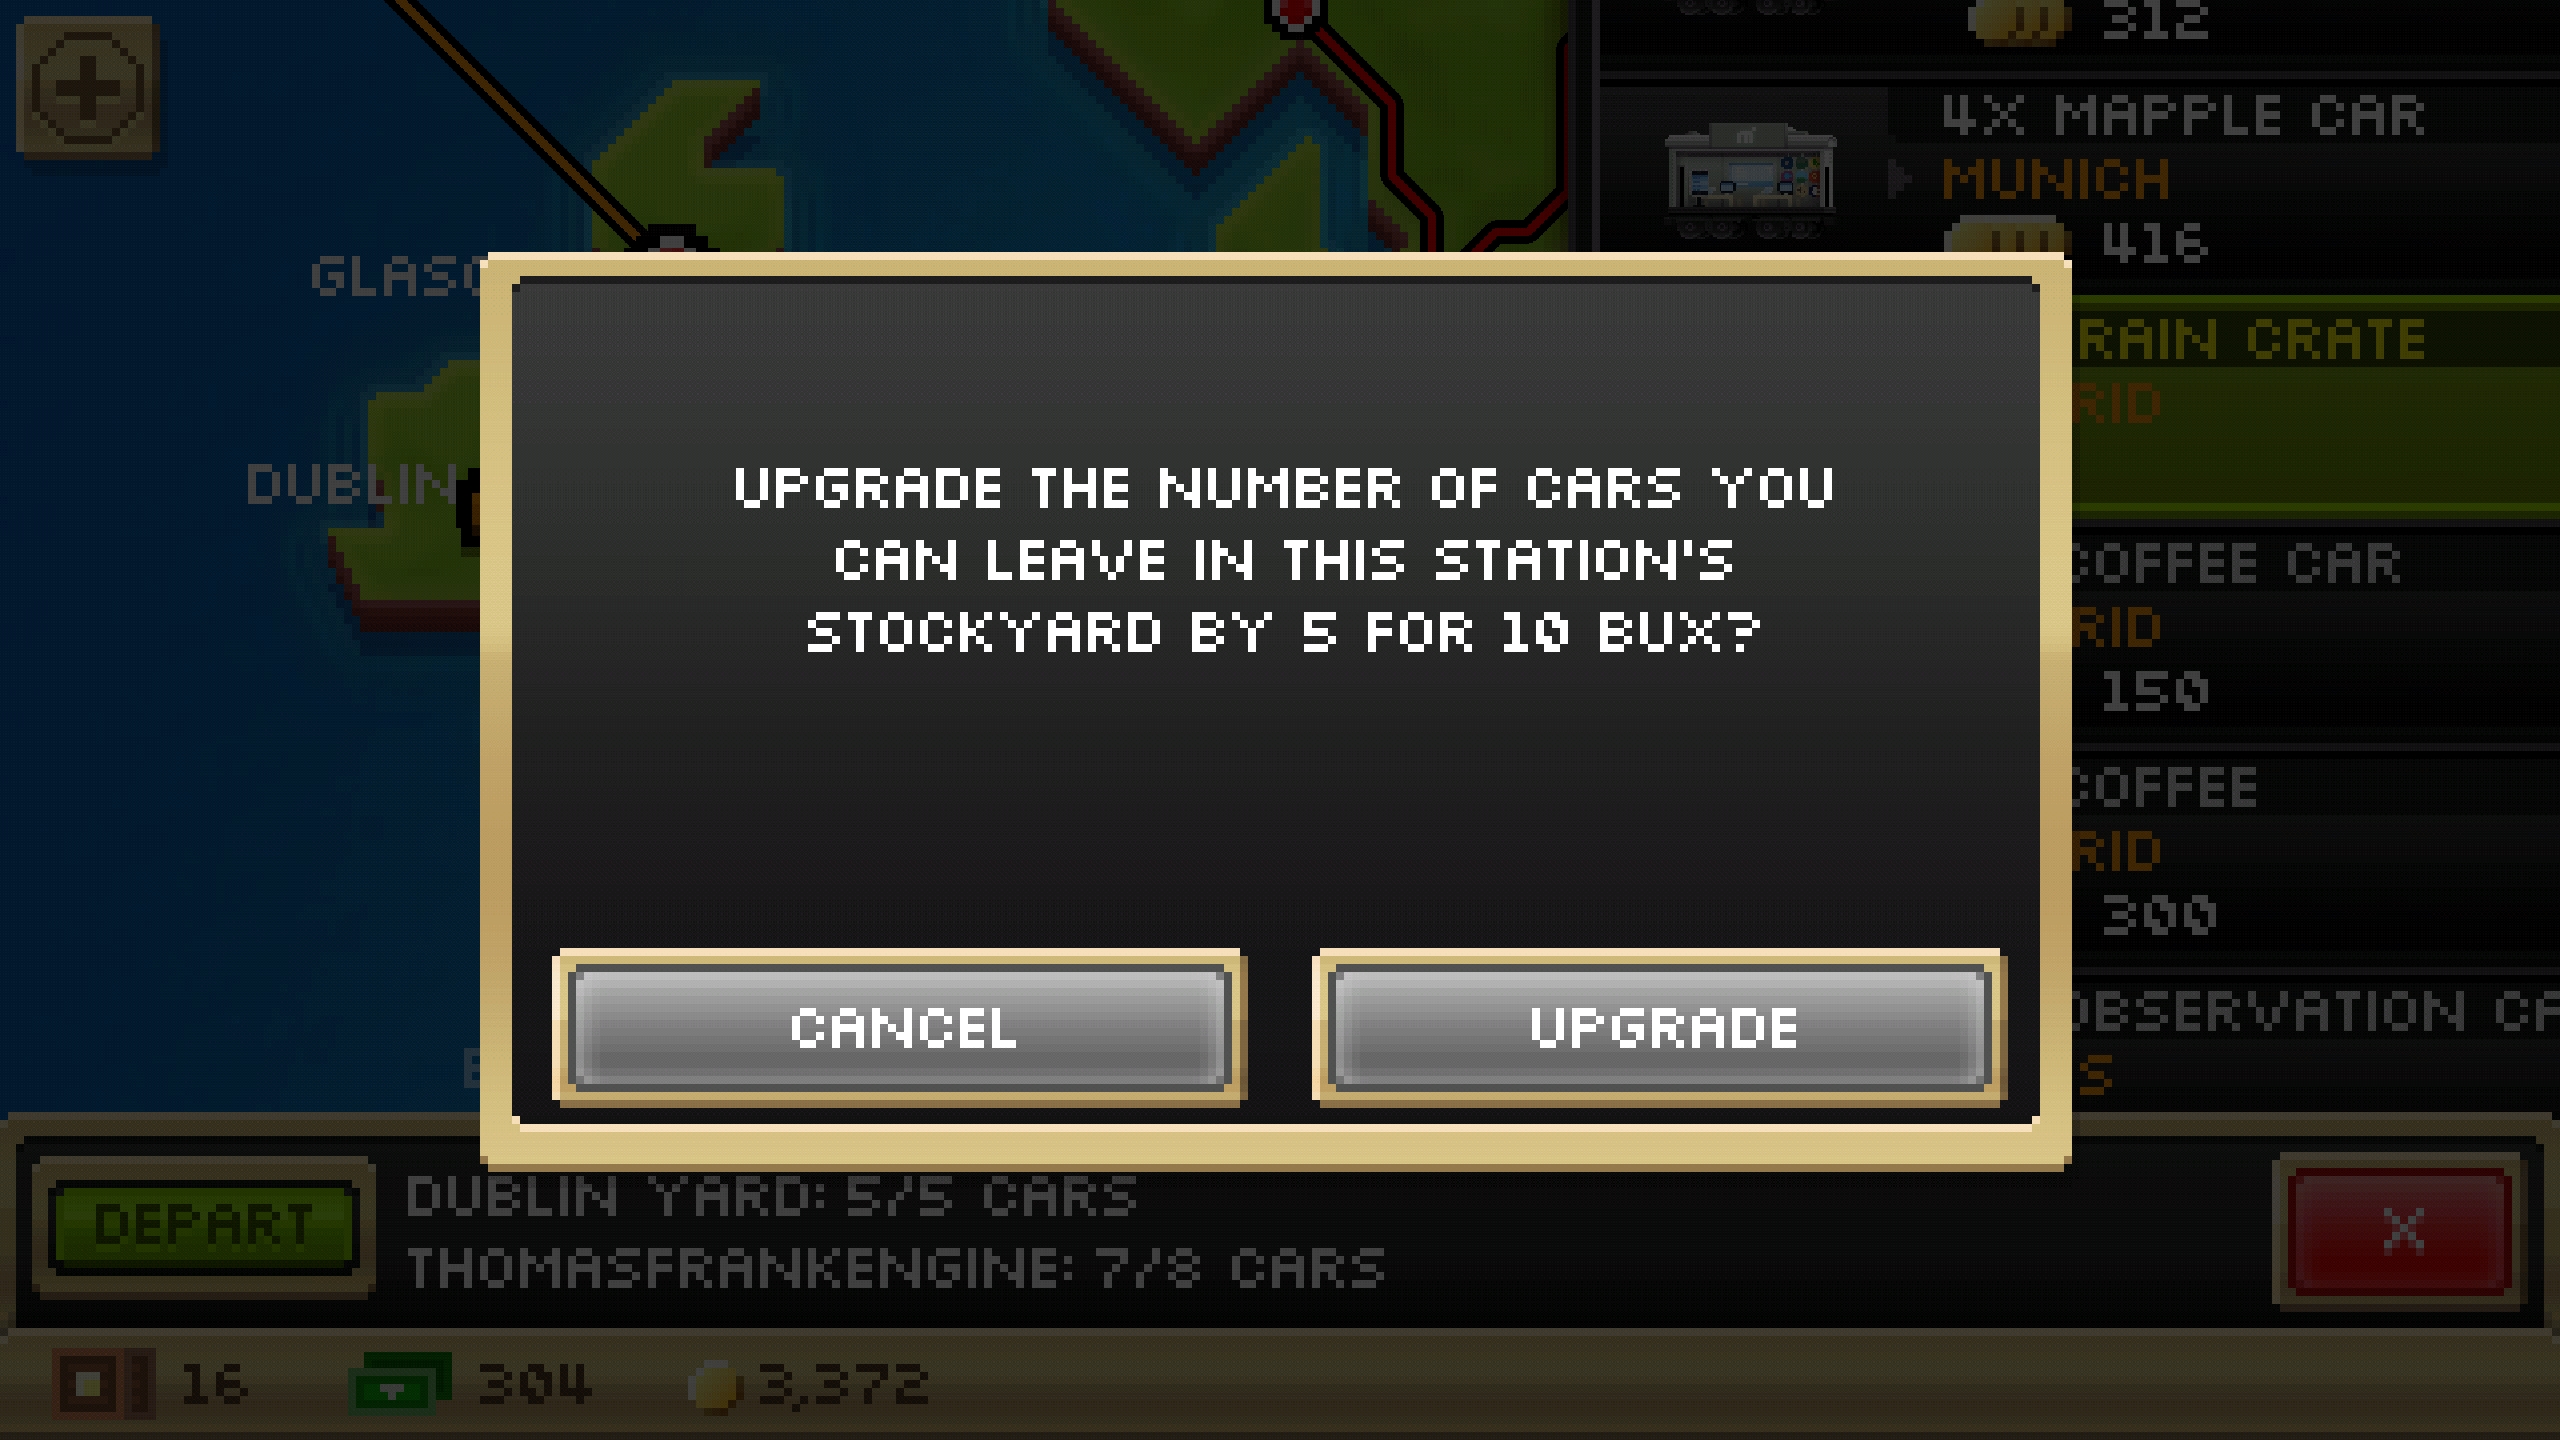 312
4X MAPPLE CAR
MUNICH
416
GLASC
RAIN CRATE
RID
DUBLIN
UPGRADE THE NUMBER OF CARS YOU
CAN LEAVE IN THIS STATION'S
STOCKYARD BY 5 FOR 10 BUX?
COFFEE CAR
RID
150
COFFEE
RID
300
OBSERVATION CA
S
CANCEL
UPGRADE
DEPART
DUBLIN YARD: 5/5 CARS
THOMASFRANKENGINE: 7/8 CARS
X
16
304
3,372